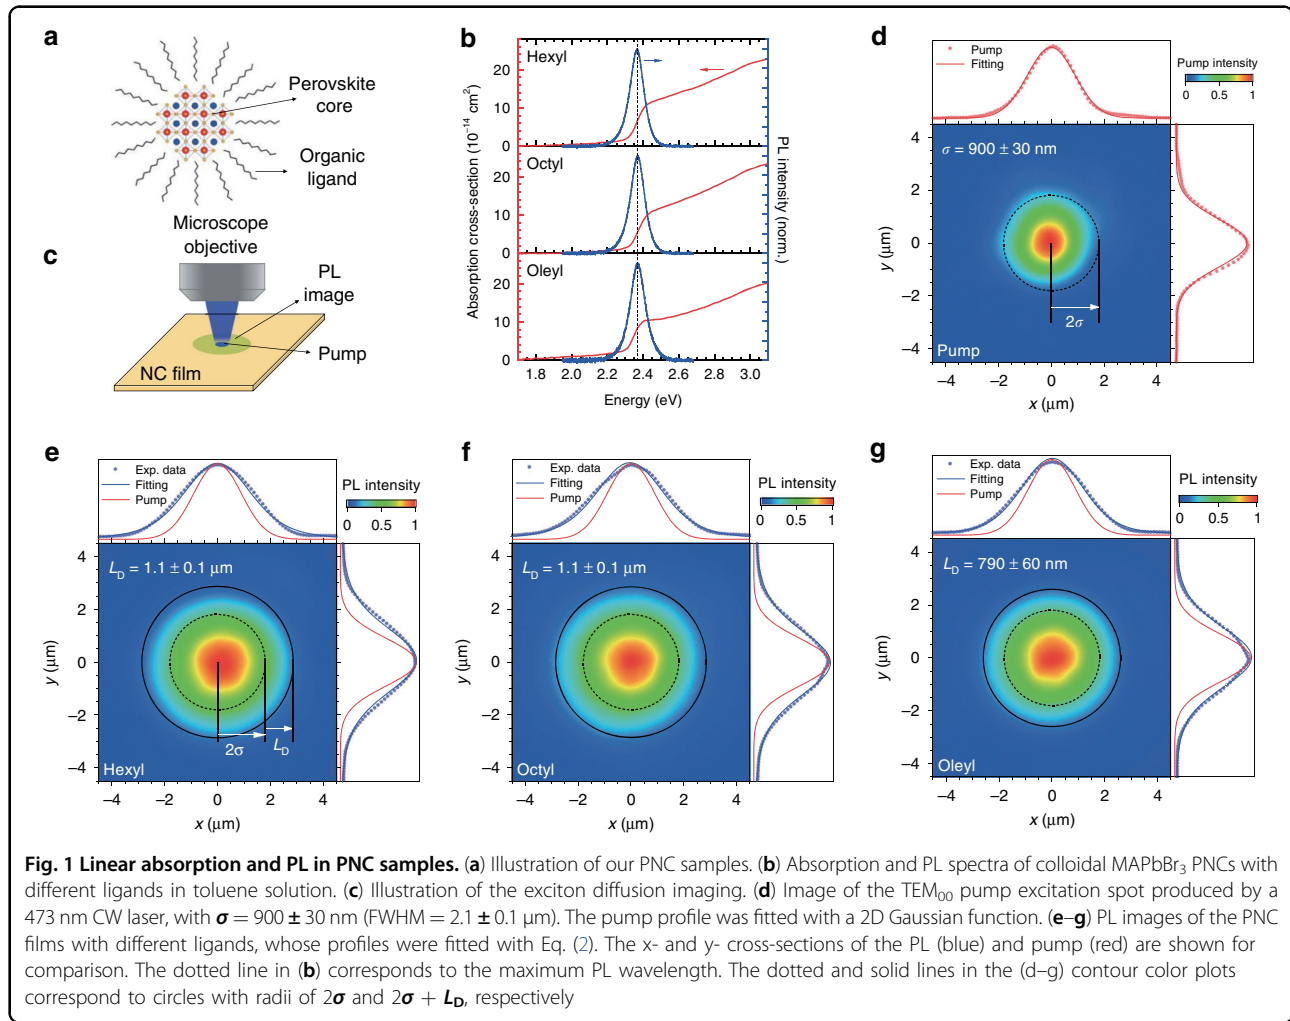 a
Perovskite
core
Organic
ligand
b
Hexyl
Octyl
Oleyl
20
10
0
20
10
0
20
10
0
Absorption cross-section (10⁻¹⁴ cm²)
PL intensity (norm.)
1.8 2.0 2.2 2.4 2.6 2.8 3.0
Energy (eV)
c
Microscope
objective
PL
image
Pump
NC film
d
Pump
Fitting
Pump intensity
0 0.5 1
σ = 900 ± 30 nm
2σ
Pump
4
2
0
−2
−4
y (μm)
−4 −2 0 2 4
x (μm)
e
Exp. data
Fitting
Pump
PL intensity
0 0.5 1
L_D = 1.1 ± 0.1 μm
2σ
L_D
Hexyl
4
2
0
−2
−4
y (μm)
−4 −2 0 2 4
x (μm)
f
Exp. data
Fitting
Pump
PL intensity
0 0.5 1
L_D = 1.1 ± 0.1 μm
Octyl
4
2
0
−2
−4
y (μm)
−4 −2 0 2 4
x (μm)
g
Exp. data
Fitting
Pump
PL intensity
0 0.5 1
L_D = 790 ± 60 nm
Oleyl
4
2
0
−2
−4
y (μm)
−4 −2 0 2 4
x (μm)
Fig. 1 Linear absorption and PL in PNC samples. (a) Illustration of our PNC samples. (b) Absorption and PL spectra of colloidal MAPbBr₃ PNCs with
different ligands in toluene solution. (c) Illustration of the exciton diffusion imaging. (d) Image of the TEM₀₀ pump excitation spot produced by a
473 nm CW laser, with σ = 900 ± 30 nm (FWHM = 2.1 ± 0.1 μm). The pump profile was fitted with a 2D Gaussian function. (e–g) PL images of the PNC
films with different ligands, whose profiles were fitted with Eq. (2). The x- and y- cross-sections of the PL (blue) and pump (red) are shown for
comparison. The dotted line in (b) corresponds to the maximum PL wavelength. The dotted and solid lines in the (d–g) contour color plots
correspond to circles with radii of 2σ and 2σ + L_D, respectively